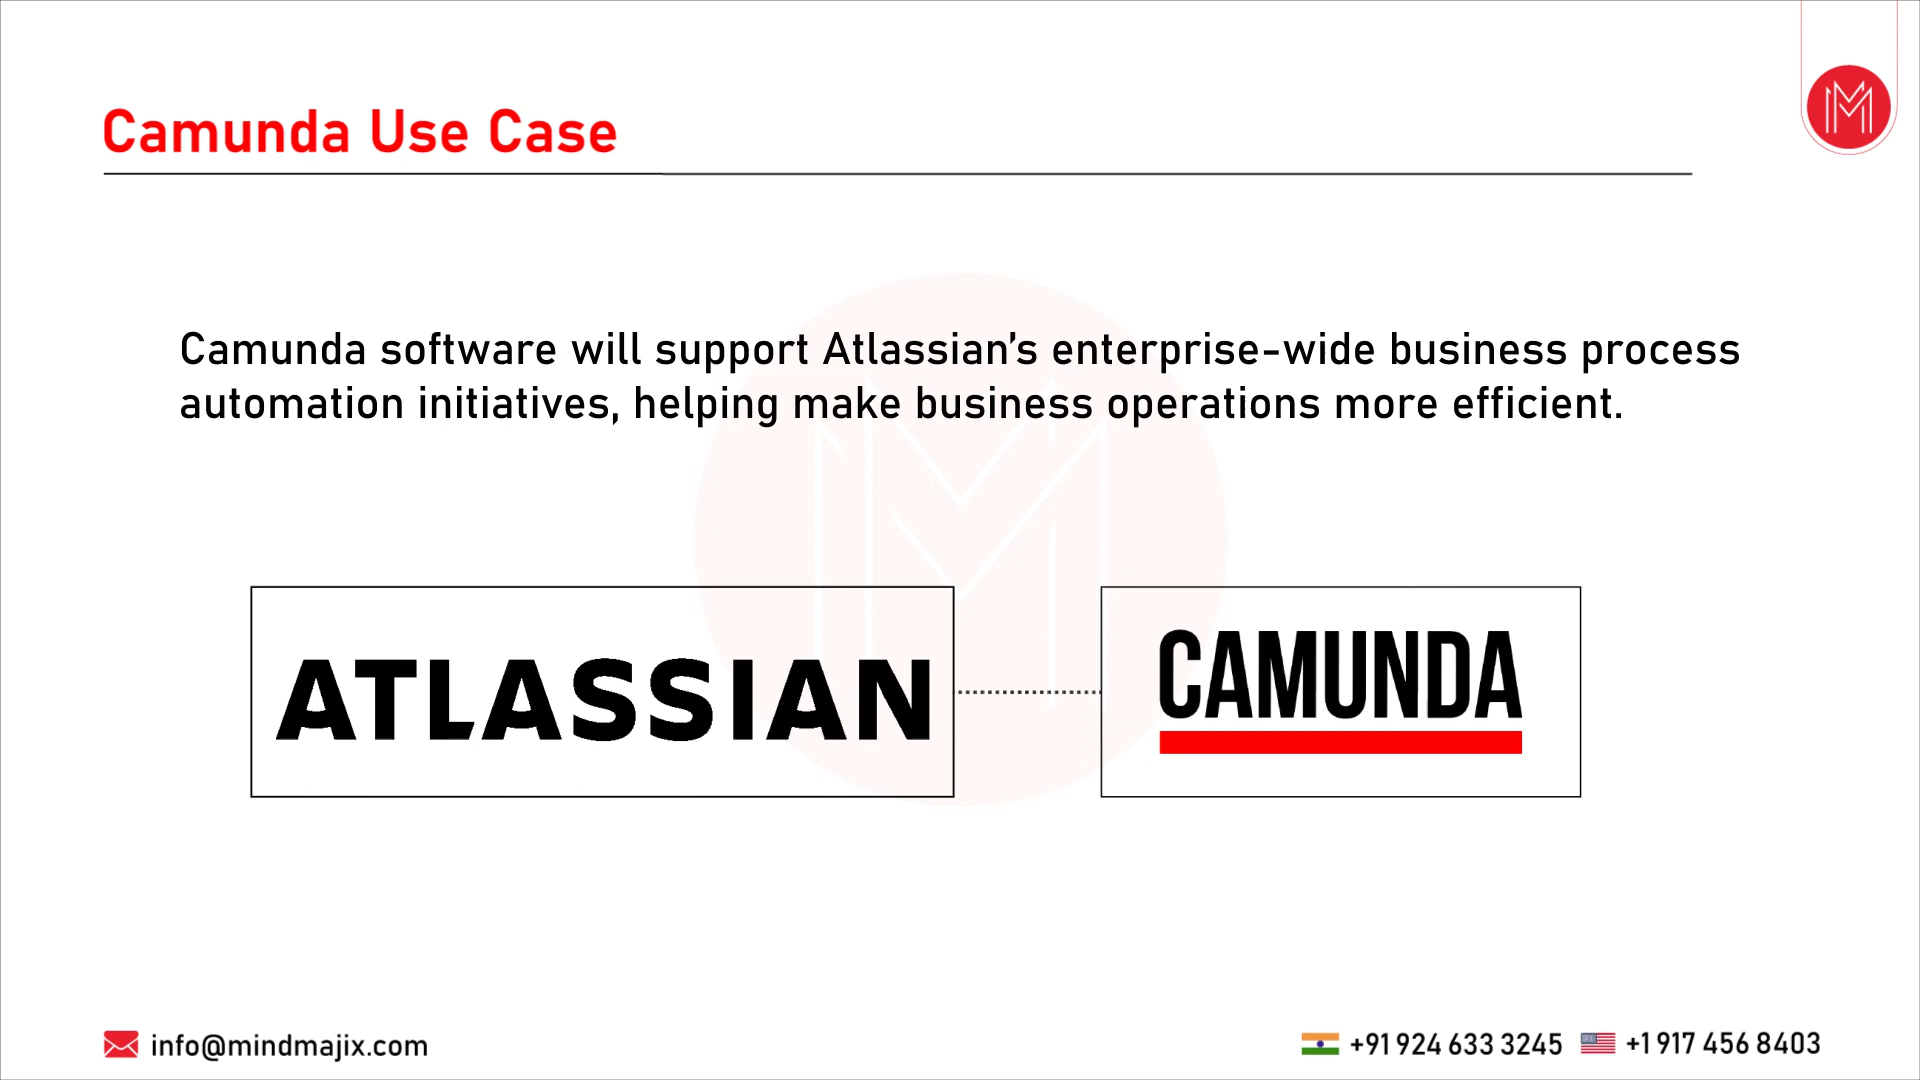 Camunda Use Case
Camunda software will support Atlassian’s enterprise-wide business process
automation initiatives, helping make business operations more efficient.
ATLASSIAN
CAMUNDA
info@mindmajix.com
+91 924 633 3245
+1 917 456 8403